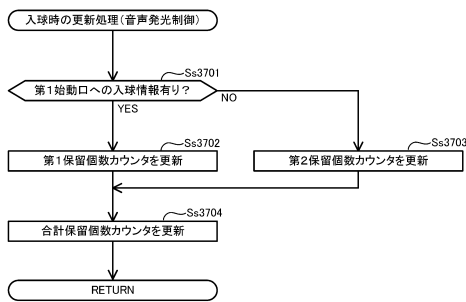 入球時の更新処理(音声発光制御)
Ss3701
第1始動口への入球情報有り?
NO
YES
Ss3702
第1保留個数カウンタを更新
Ss3703
第2保留個数カウンタを更新
Ss3704
合計保留個数カウンタを更新
RETURN